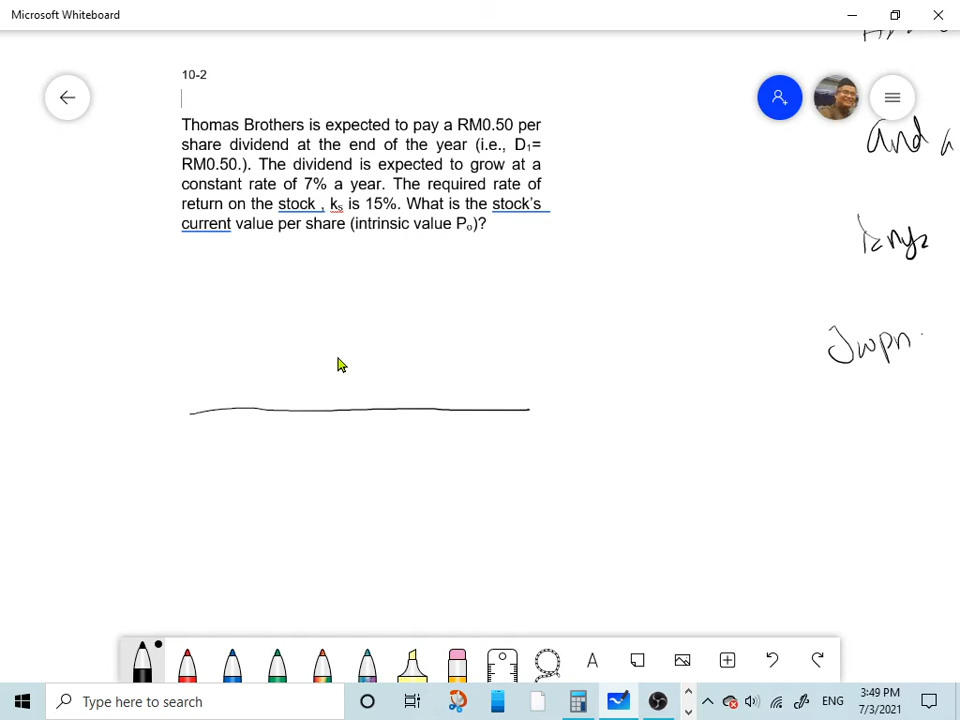 Microsoft Whiteboard
10-2
Thomas Brothers is expected to pay a RM0.50 per
share dividend at the end of the year (i.e., D₁=
RM0.50.). The dividend is expected to grow at a
constant rate of 7% a year. The required rate of
return on the stock , kₛ is 15%. What is the stock's
current value per share (intrinsic value Pₒ)?
and a
Type here to search
ENG
3:49 PM
7/3/2021